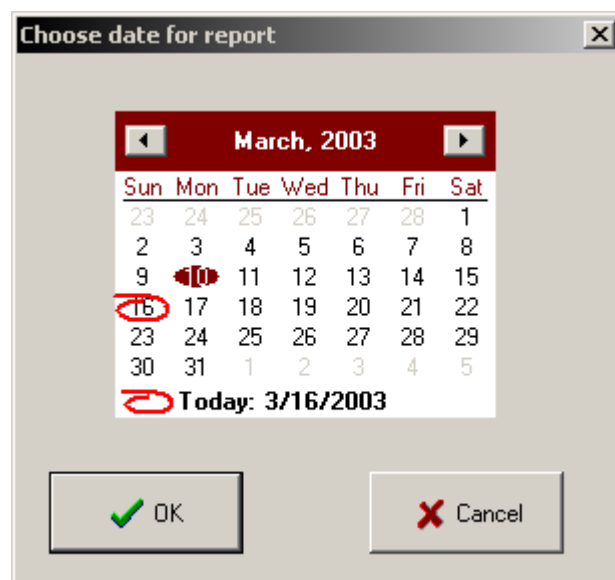 Choose date for report
March, 2003
Sun Mon Tue Wed Thu Fri Sat
23 24 25 26 27 28 1
2 3 4 5 6 7 8
9 10 11 12 13 14 15
16 17 18 19 20 21 22
23 24 25 26 27 28 29
30 31 1 2 3 4 5
Today: 3/16/2003
OK Cancel